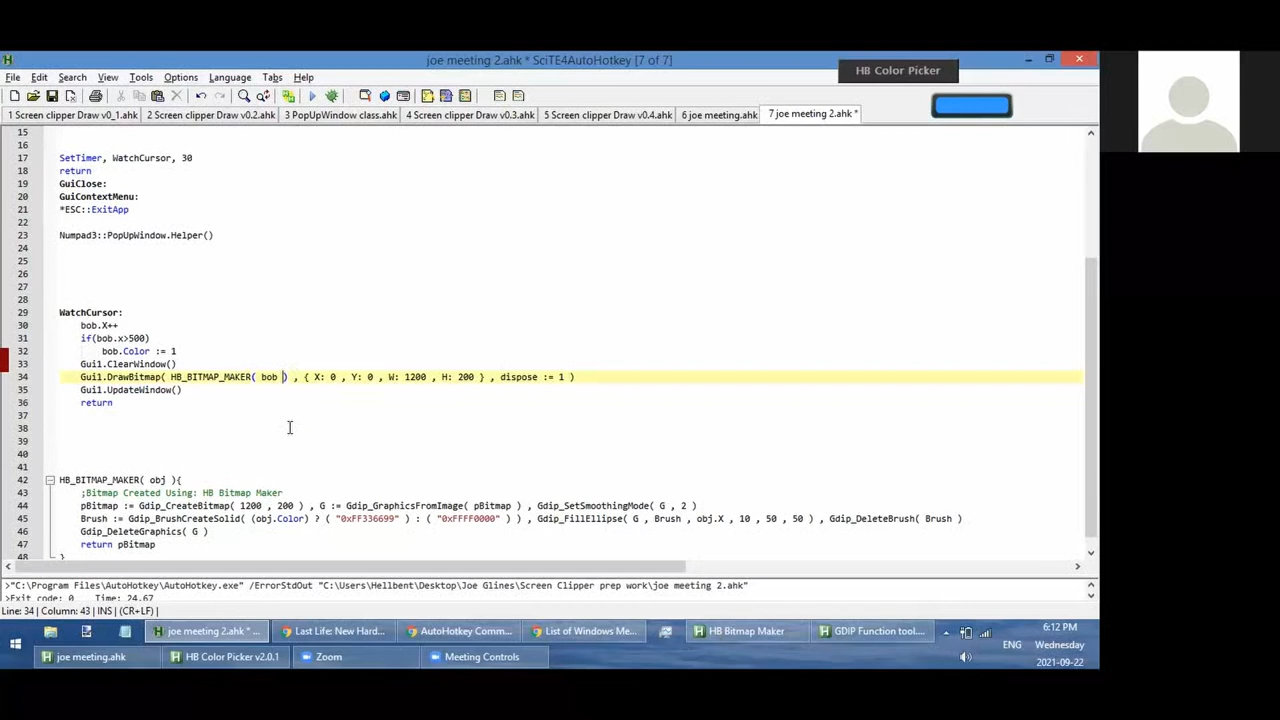 joe meeting 2.ahk * SciTE4AutoHotkey [7 of 7]
HB Color Picker
File Edit Search View Tools Options Language Tabs Help
1 Screen clipper Draw v0_1.ahk 2 Screen clipper Draw v0.2.ahk 3 PopUpWindow class.ahk 4 Screen clipper Draw v0.3.ahk 5 Screen clipper Draw v0.4.ahk 6 joe meeting.ahk 7 joe meeting 2.ahk *
15
16
17 SetTimer, WatchCursor, 30
18 return
19 GuiClose:
20 GuiContextMenu:
21 *ESC::ExitApp
22
23 Numpad3::PopUpWindow.Helper()
24
25
26
27
28
29 WatchCursor:
30 bob.X++
31 if(bob.x>500)
32 bob.Color := 1
33 Gui1.ClearWindow()
34 Gui1.DrawBitmap( HB_BITMAP_MAKER( bob ) , { X: 0 , Y: 0 , W: 1200 , H: 200 } , dispose := 1 )
35 Gui1.UpdateWindow()
36 return
37
38
39
40
41
42 HB_BITMAP_MAKER( obj ){
43 ;Bitmap Created Using: HB Bitmap Maker
44 pBitmap := Gdip_CreateBitmap( 1200 , 200 ) , G := Gdip_GraphicsFromImage( pBitmap ) , Gdip_SetSmoothingMode( G , 2 )
45 Brush := Gdip_BrushCreateSolid( (obj.Color) ? ( "0xFF336699" ) : ( "0xFFFF0000" ) ) , Gdip_FillEllipse( G , Brush , obj.X , 10 , 50 , 50 ) , Gdip_DeleteBrush( Brush )
46 Gdip_DeleteGraphics( G )
47 return pBitmap
48 }
>"C:\Program Files\AutoHotkey\AutoHotkey.exe" /ErrorStdOut "C:\Users\Hellbent\Desktop\Joe Glines\Screen Clipper prep work\joe meeting 2.ahk"
>Exit code: 0 Time: 24.67
Line: 34 | Column: 43 | INS | (CR+LF) |
joe meeting 2.ahk * ... Last Life: New Hard... AutoHotkey Comm... List of Windows Me... HB Bitmap Maker GDIP Function tool.... 6:12 PM
ENG Wednesday
joe meeting.ahk HB Color Picker v2.0.1 Zoom Meeting Controls 2021-09-22